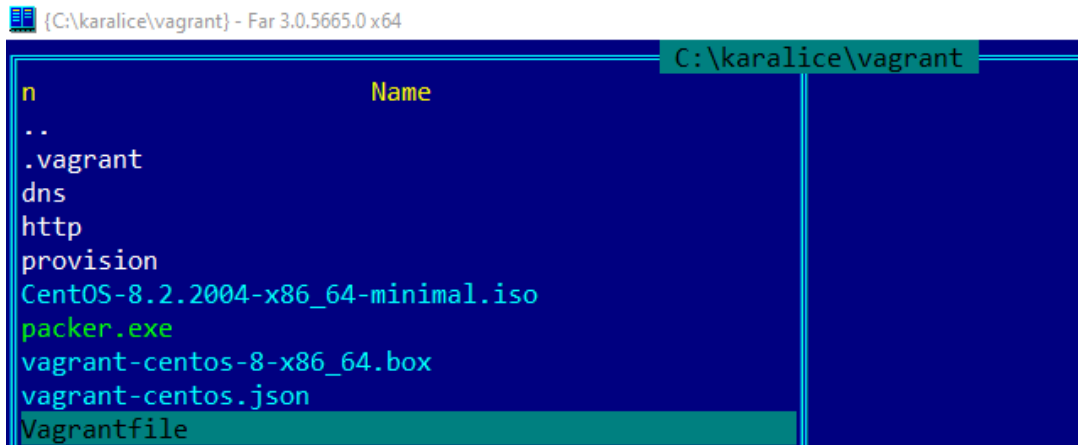 {C:\karalice\vagrant} - Far 3.0.5665.0 x64
C:\karalice\vagrant
n Name
..
.vagrant
dns
http
provision
CentOS-8.2.2004-x86_64-minimal.iso
packer.exe
vagrant-centos-8-x86_64.box
vagrant-centos.json
Vagrantfile